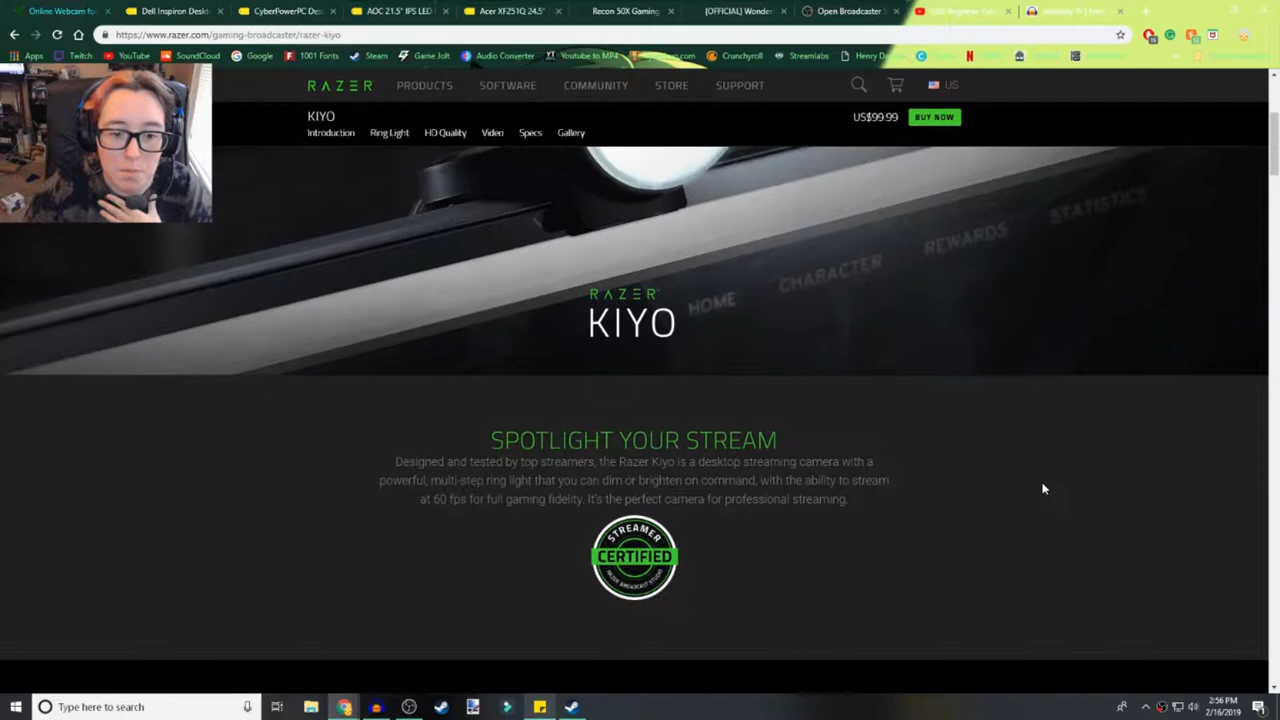 Online Webcam fo
Dell Inspiron Deskt
CyberPowerPC Des
AOC 21.5" IPS LED
Acer XF251Q 24.5"
Recon 50X Gaming
[OFFICIAL] Wonder
Open Broadcaster
https://www.razer.com/gaming-broadcaster/razer-kiyo
Apps Twitch YouTube SoundCloud Google 1001 Fonts Steam Game Jolt Audio Converter Youtube to MP4 Crunchyroll Streamlabs Henry Da
RAZER PRODUCTS SOFTWARE COMMUNITY STORE SUPPORT US
KIYO US$99.99 BUY NOW
Introduction Ring Light HD Quality Video Specs Gallery
HOME CHARACTER REWARDS STATISTICS
RAZER
KIYO
SPOTLIGHT YOUR STREAM
Designed and tested by top streamers, the Razer Kiyo is a desktop streaming camera with a
powerful, multi-step ring light that you can dim or brighten on command, with the ability to stream
at 60 fps for full gaming fidelity. It's the perfect camera for professional streaming.
STREAMER
CERTIFIED
RAZER BROADCAST STUDIO
Type here to search
2:56 PM
2/16/2019